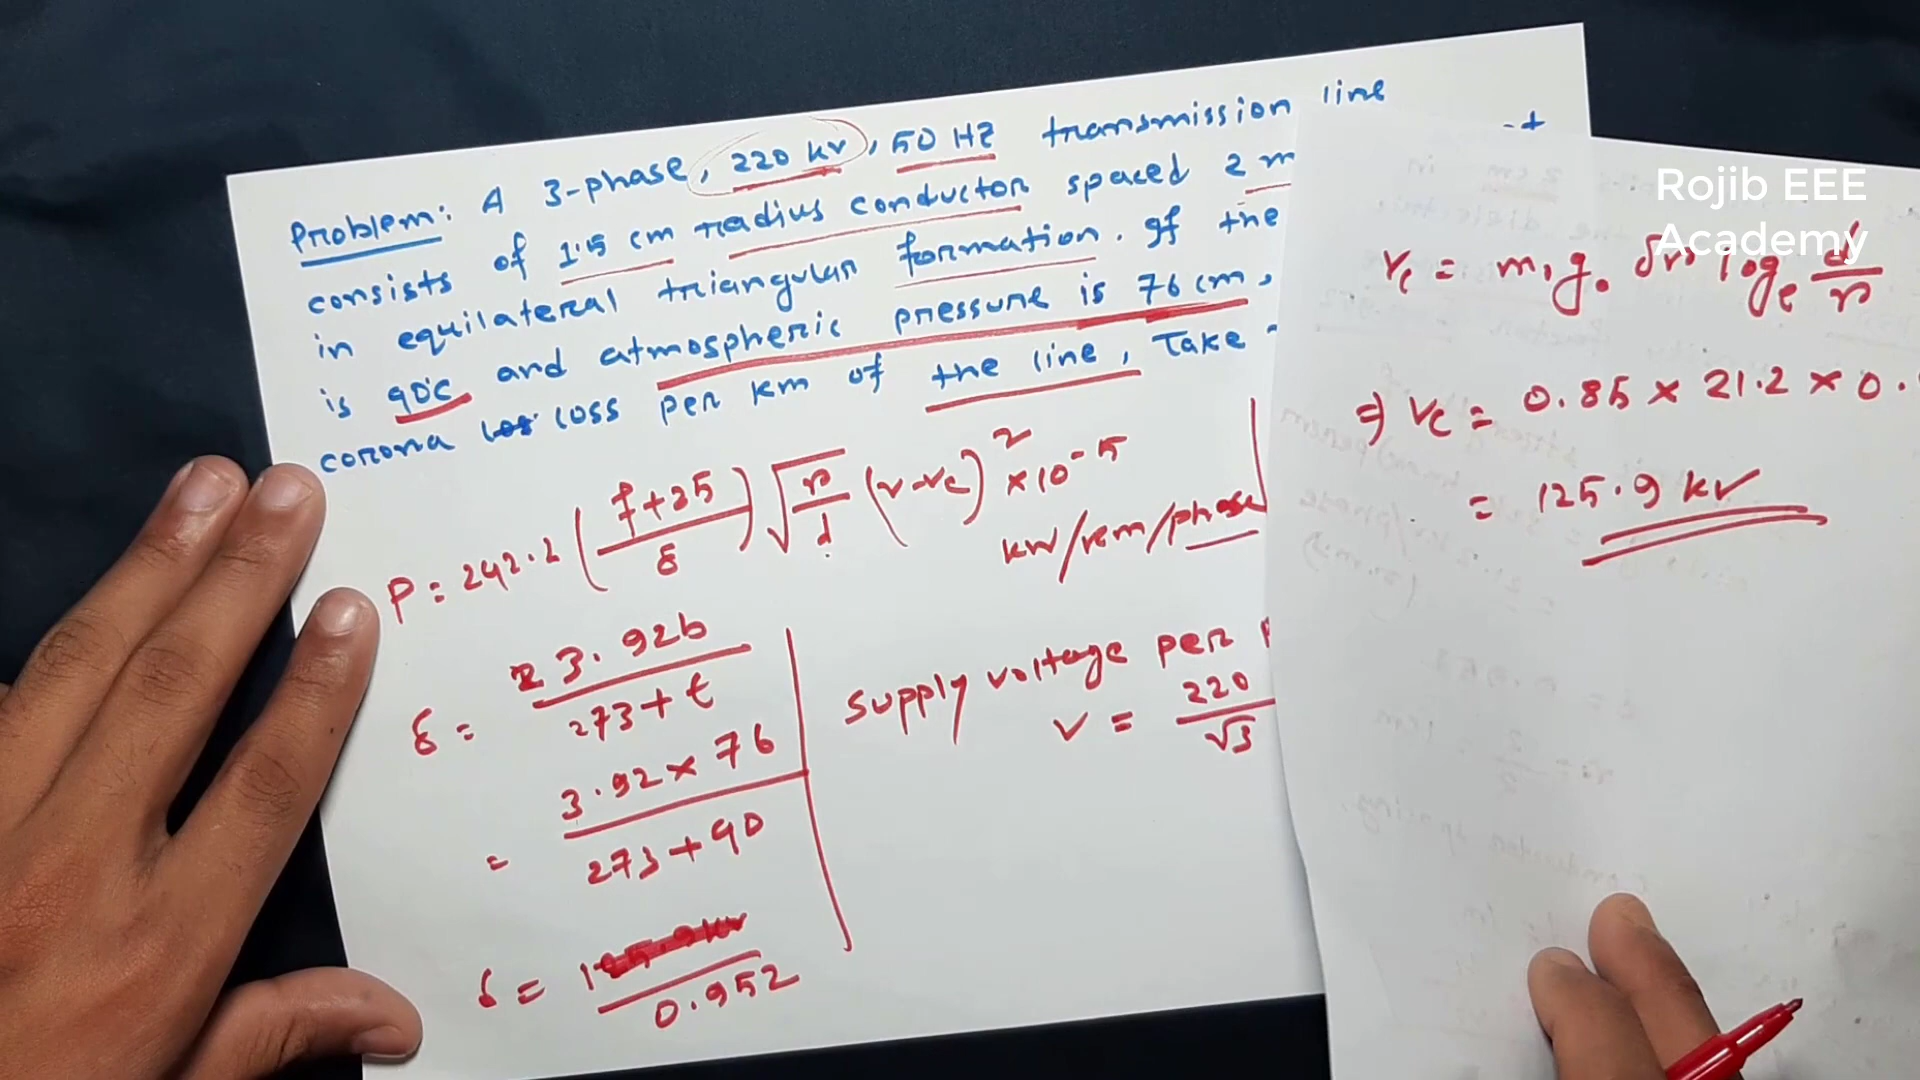 Problem: A 3-phase, 220 kv, 50 HZ transmission line
consists of 1.5 cm radius conductor spaced 2 m
in equilateral triangular formation. If the
is 40°C and atmospheric pressure is 76 cm,
corona loss per km of the line, Take
P = 242.2 ((f+25)/δ) √(r/d) (v-vc)² × 10⁻⁵
kw/km/phase
δ = 3.92b / 273+t
= 3.92 × 76 / 273+40
δ = 0.952
supply voltage per
v = 220/√3
Rojib EEE
Academy
vc = m, g₀ δ r logₑ d/r
⇒ vc = 0.85 × 21.2 × 0.
= 125.9 kv